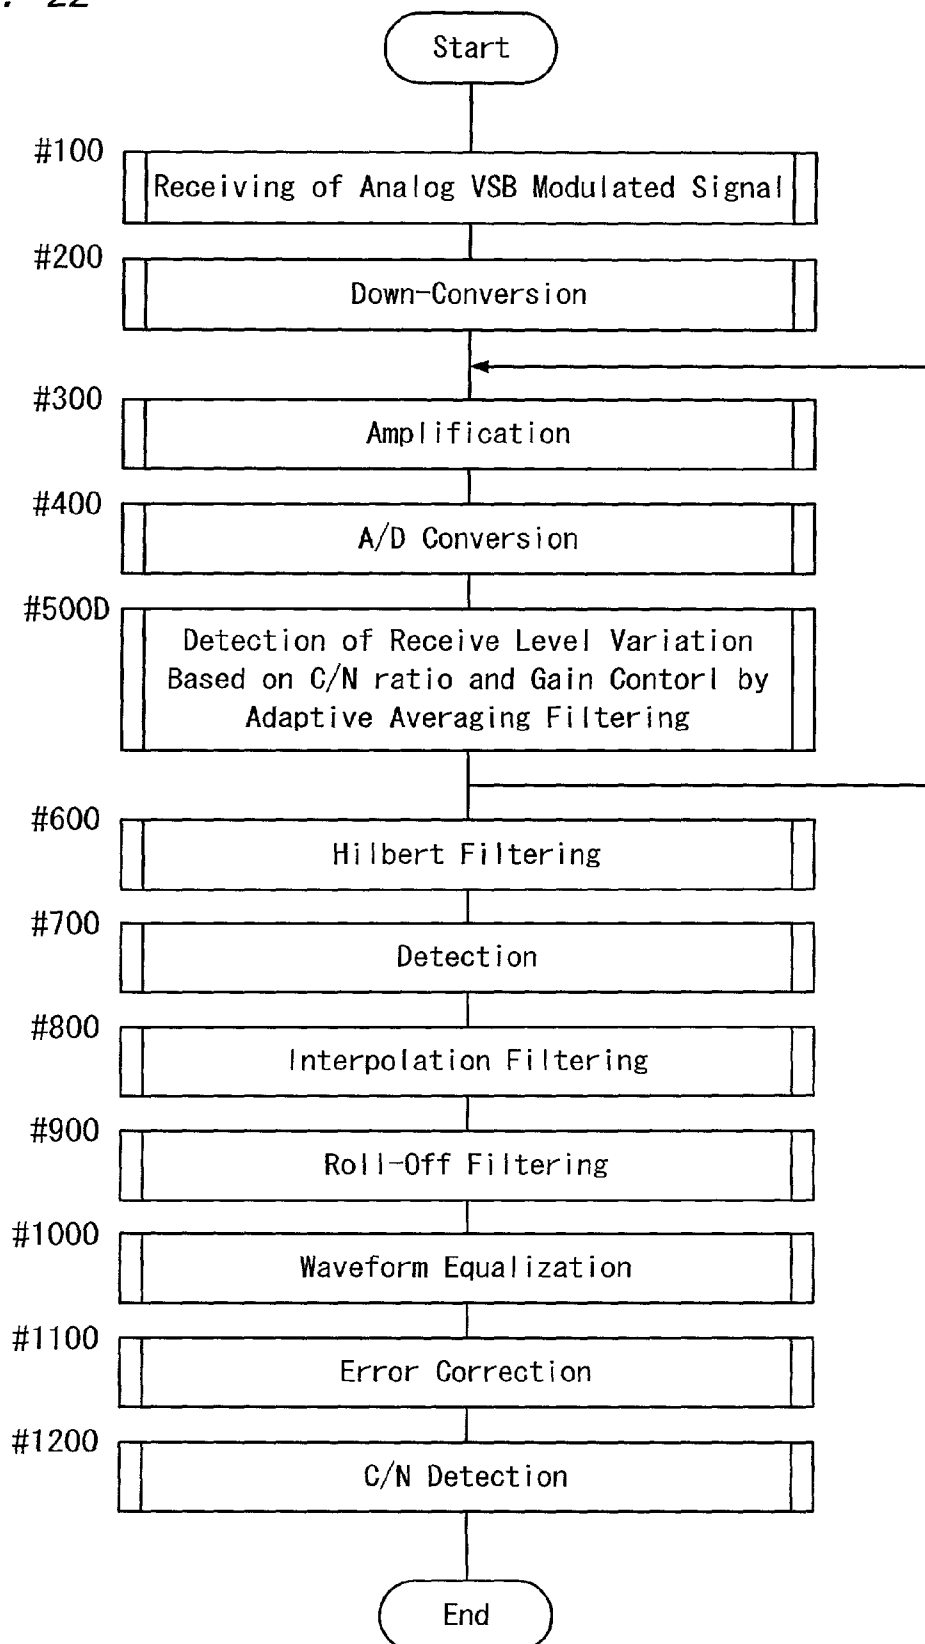 . 22
Start
#100
Receiving of Analog VSB Modulated Signal
#200
Down-Conversion
#300
Amplification
#400
A/D Conversion
#500D
Detection of Receive Level Variation
Based on C/N ratio and Gain Contorl by
Adaptive Averaging Filtering
#600
Hilbert Filtering
#700
Detection
#800
Interpolation Filtering
#900
Roll-Off Filtering
#1000
Waveform Equalization
#1100
Error Correction
#1200
C/N Detection
End